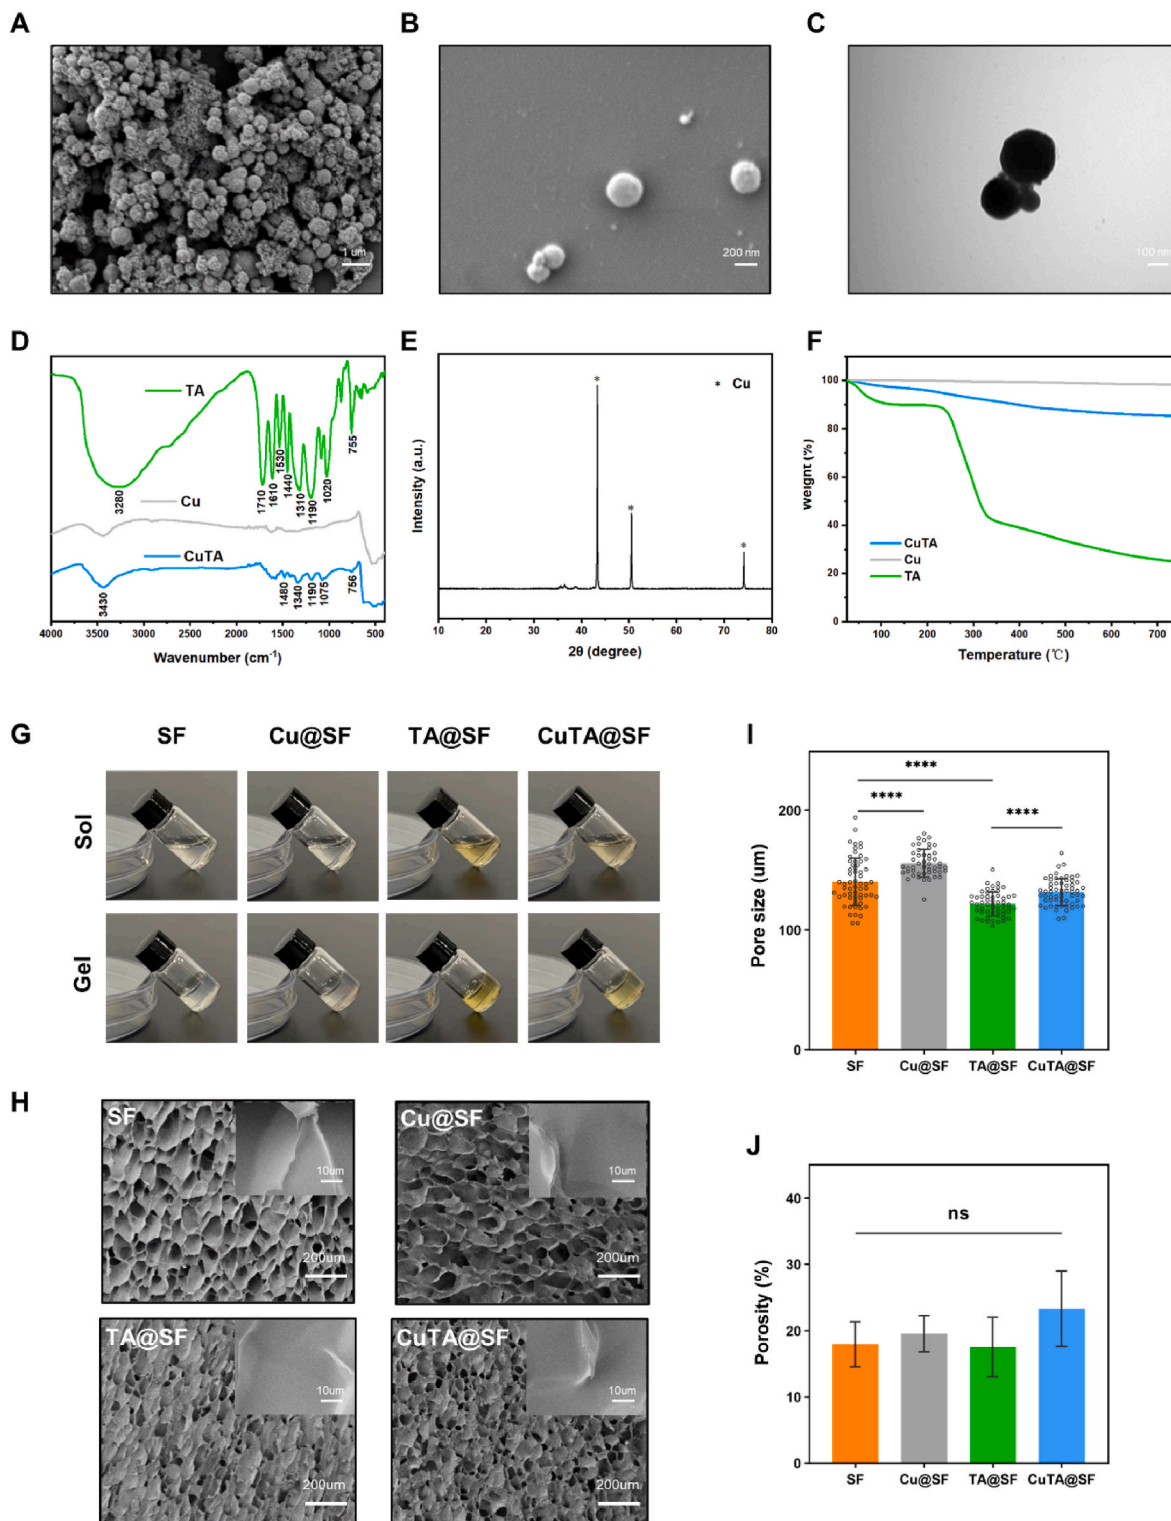 A
B
C
1 um
200 nm
100 nm
D
E
F
TA
Cu
CuTA
3280
1710
1610
1530
1440
1310
1190
1020
755
3430
1480
1340
1190
1075
756
4000 3500 3000 2500 2000 1500 1000 500
Wavenumber (cm-1)
* Cu
*
*
*
Intensity (a.u.)
10 20 30 40 50 60 70 80
2θ (degree)
100
80
60
40
20
0
weight (%)
CuTA
Cu
TA
100 200 300 400 500 600 700
Temperature (℃)
G
SF Cu@SF TA@SF CuTA@SF
Sol
Gel
I
****
**** ****
200
100
0
Pore size (um)
SF Cu@SF TA@SF CuTA@SF
H
SF
10um
200um
Cu@SF
10um
200um
TA@SF
10um
200um
CuTA@SF
10um
200um
J
ns
40
30
20
10
0
Porosity (%)
SF Cu@SF TA@SF CuTA@SF